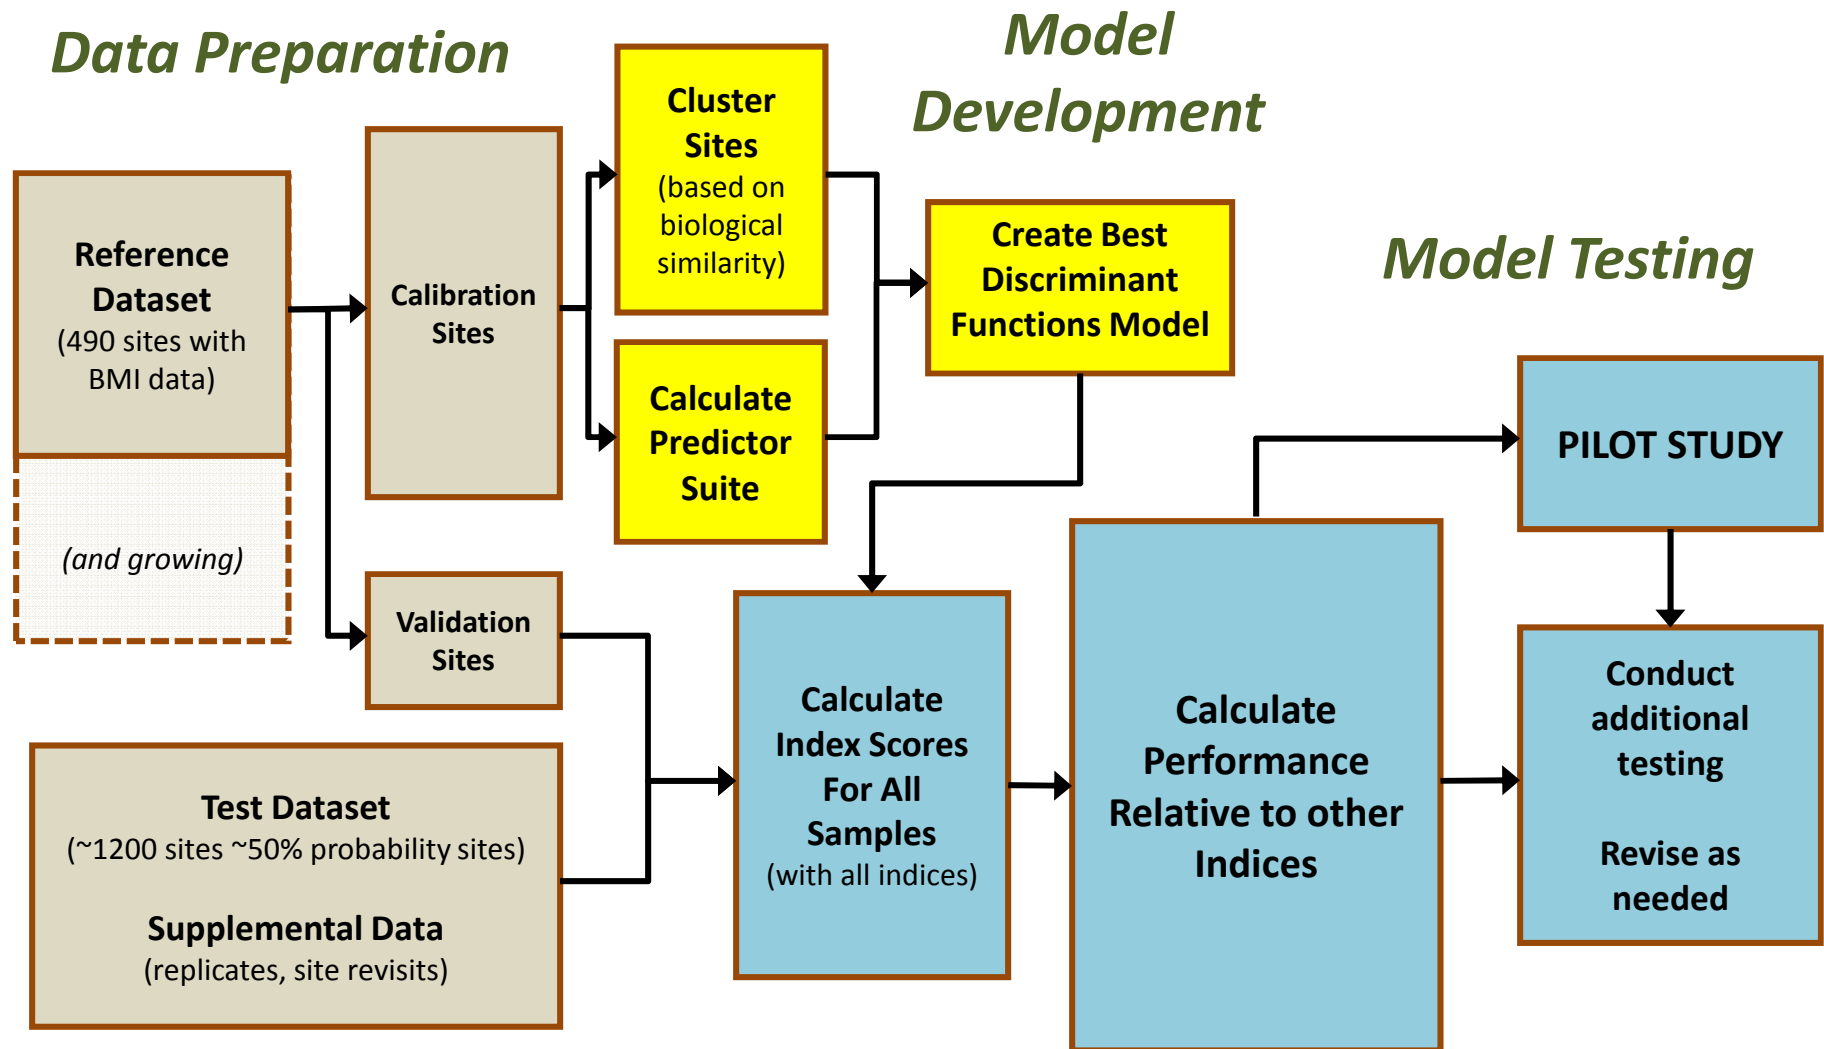 Data Preparation
Model
Development
Model Testing
Reference
Dataset
(490 sites with
BMI data)
(and growing)
Calibration
Sites
Validation
Sites
Test Dataset
(~1200 sites ~50% probability sites)
Supplemental Data
(replicates, site revisits)
Cluster
Sites
(based on
biological
similarity)
Calculate
Predictor
Suite
Create Best
Discriminant
Functions Model
Calculate
Index Scores
For All
Samples
(with all indices)
Calculate
Performance
Relative to other
Indices
PILOT STUDY
Conduct
additional
testing
Revise as
needed